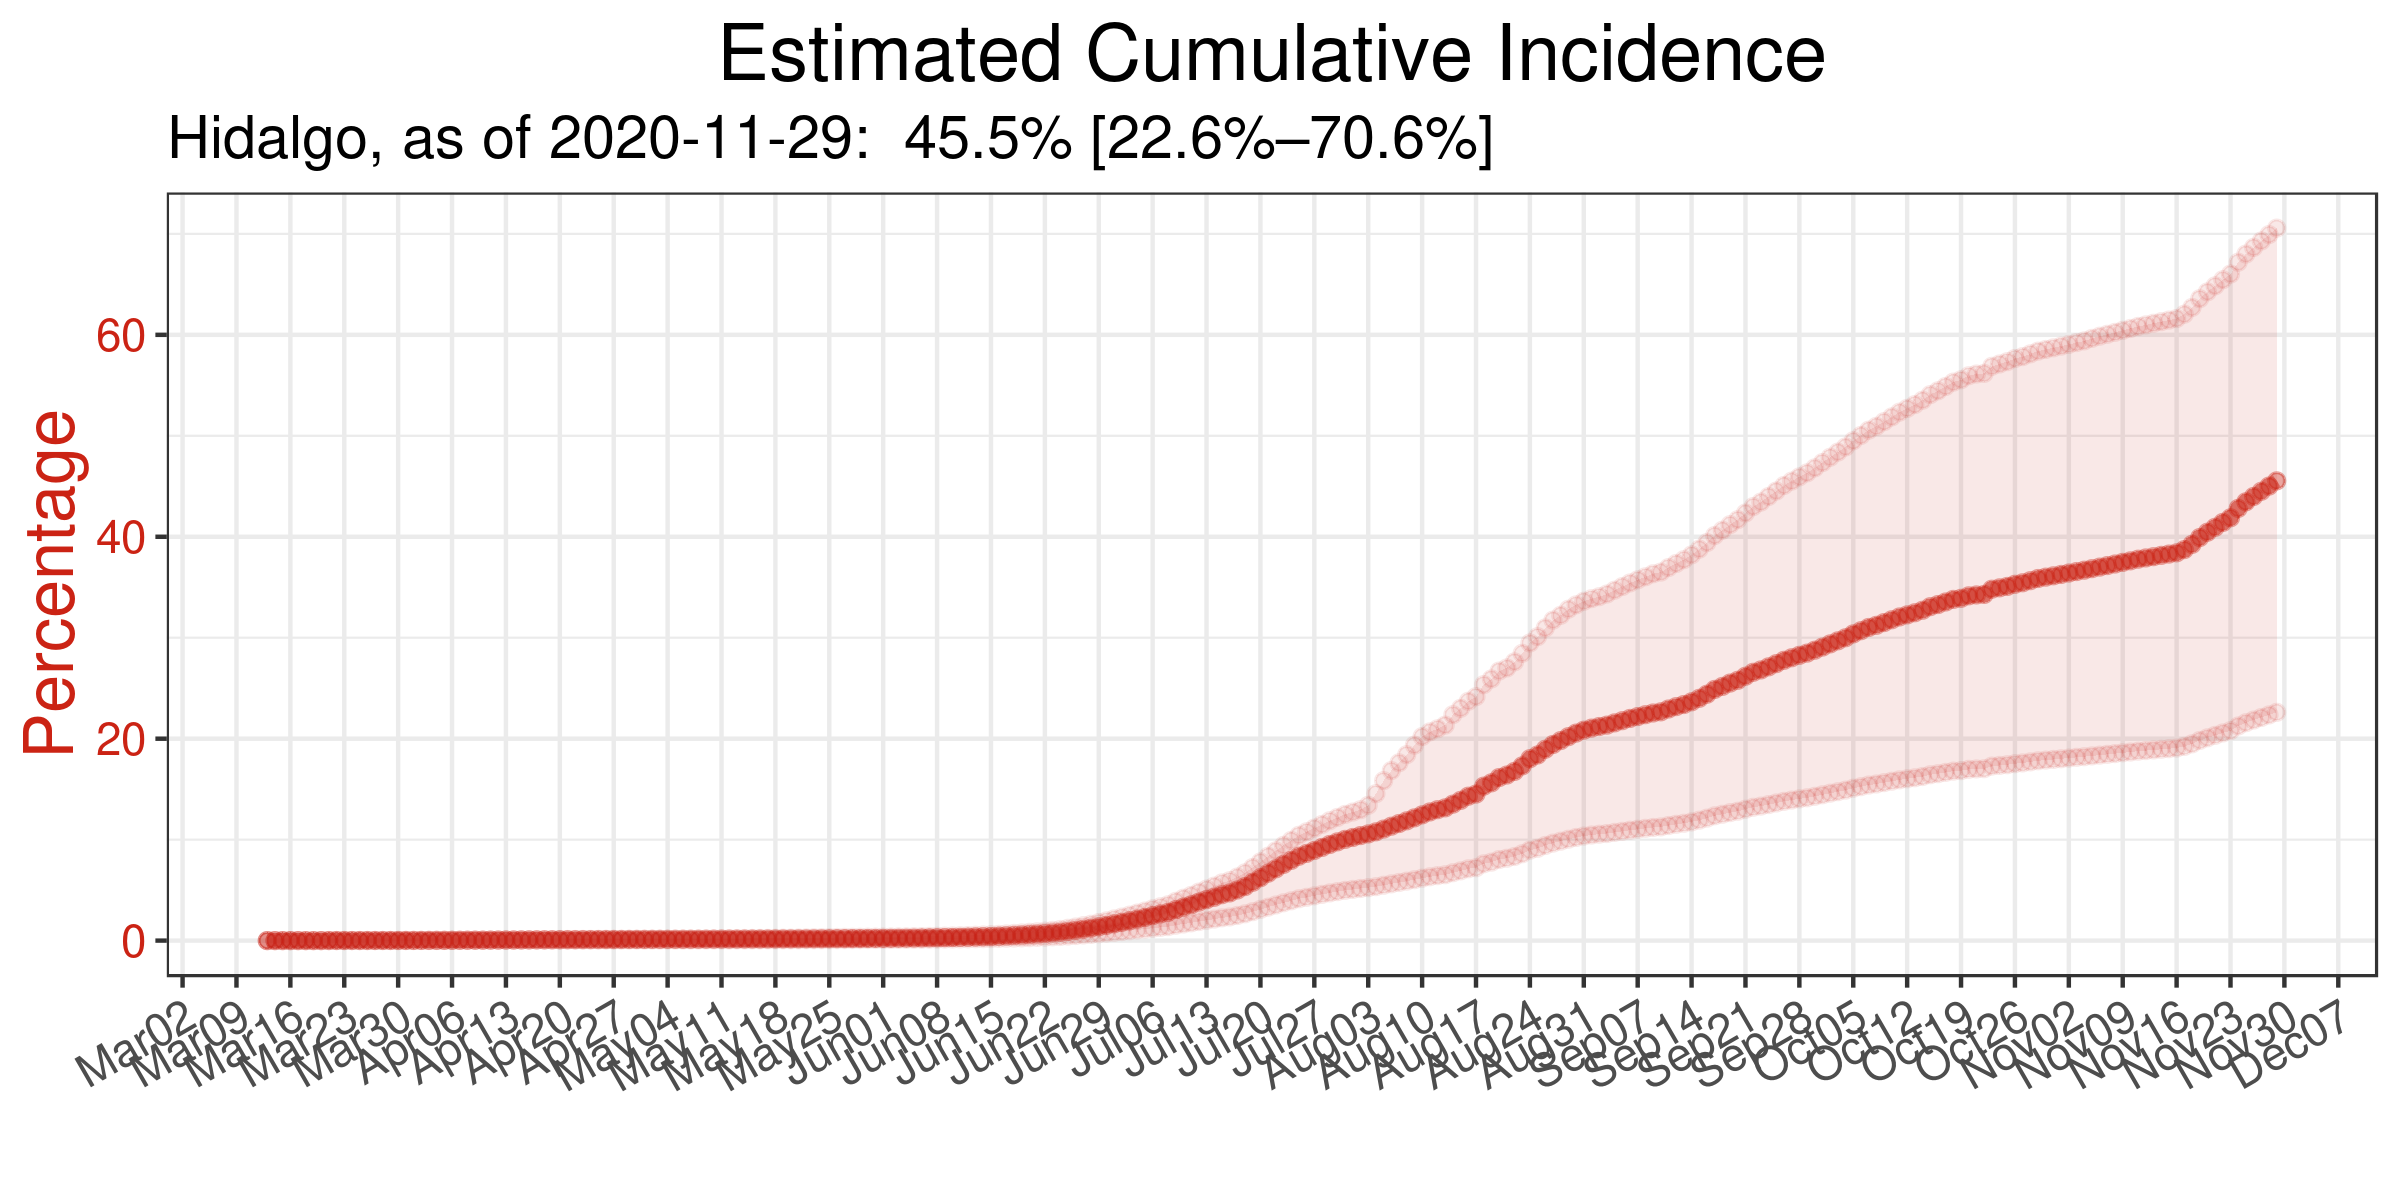 Estimated Cumulative Incidence
Hidalgo, as of 2020-11-29:  45.5% [22.6%–70.6%]
Percentage
60
40
20
0
Mar02
Mar09
Mar16
Mar23
Mar30
Apr06
Apr13
Apr20
Apr27
May04
May11
May18
May25
Jun01
Jun08
Jun15
Jun22
Jun29
Jul06
Jul13
Jul20
Jul27
Aug03
Aug10
Aug17
Aug24
Aug31
Sep07
Sep14
Sep21
Sep28
Oct05
Oct12
Oct19
Oct26
Nov02
Nov09
Nov16
Nov23
Nov30
Dec07